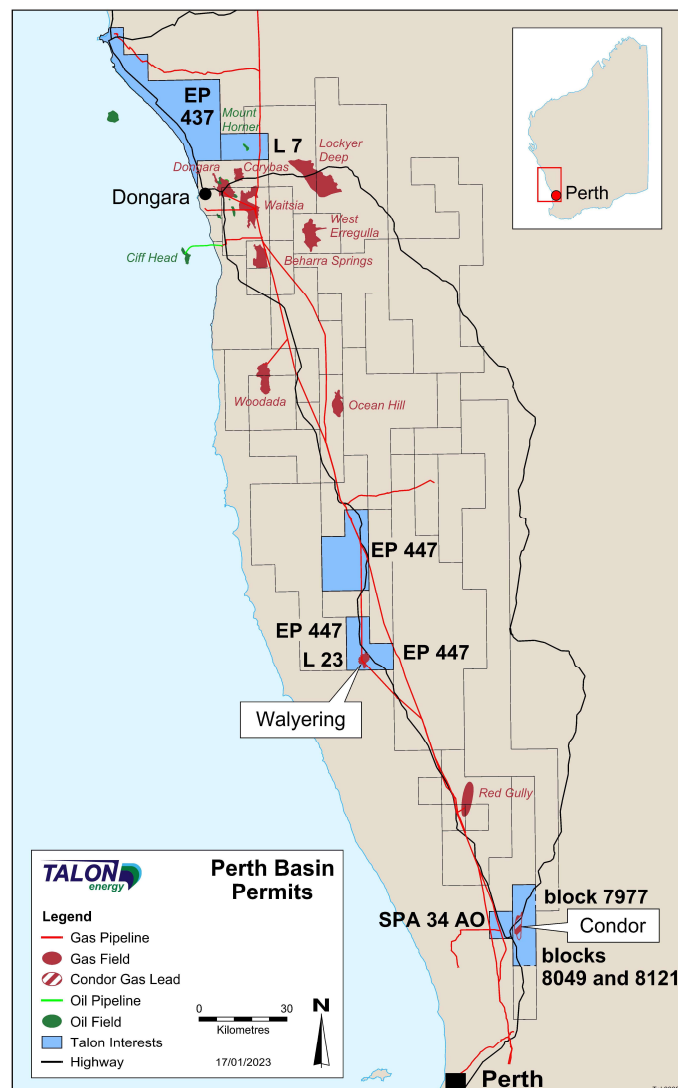 EP
437
Mount
Horner
L 7
Lockyer
Deep
Dongara
Corybas
Dongara
Waitsia
West
Erregulla
Ciff Head
Beharra Springs
Perth
Woodada
Ocean Hill
EP 447
EP 447
L 23
EP 447
Walyering
Red Gully
block 7977
SPA 34 AO
Condor
blocks
8049 and 8121
Perth
TALON
energy
Perth Basin
Permits
Legend
Gas Pipeline
Gas Field
Condor Gas Lead
Oil Pipeline
Oil Field
Talon Interests
Highway
0 30
Kilometres
N
17/01/2023